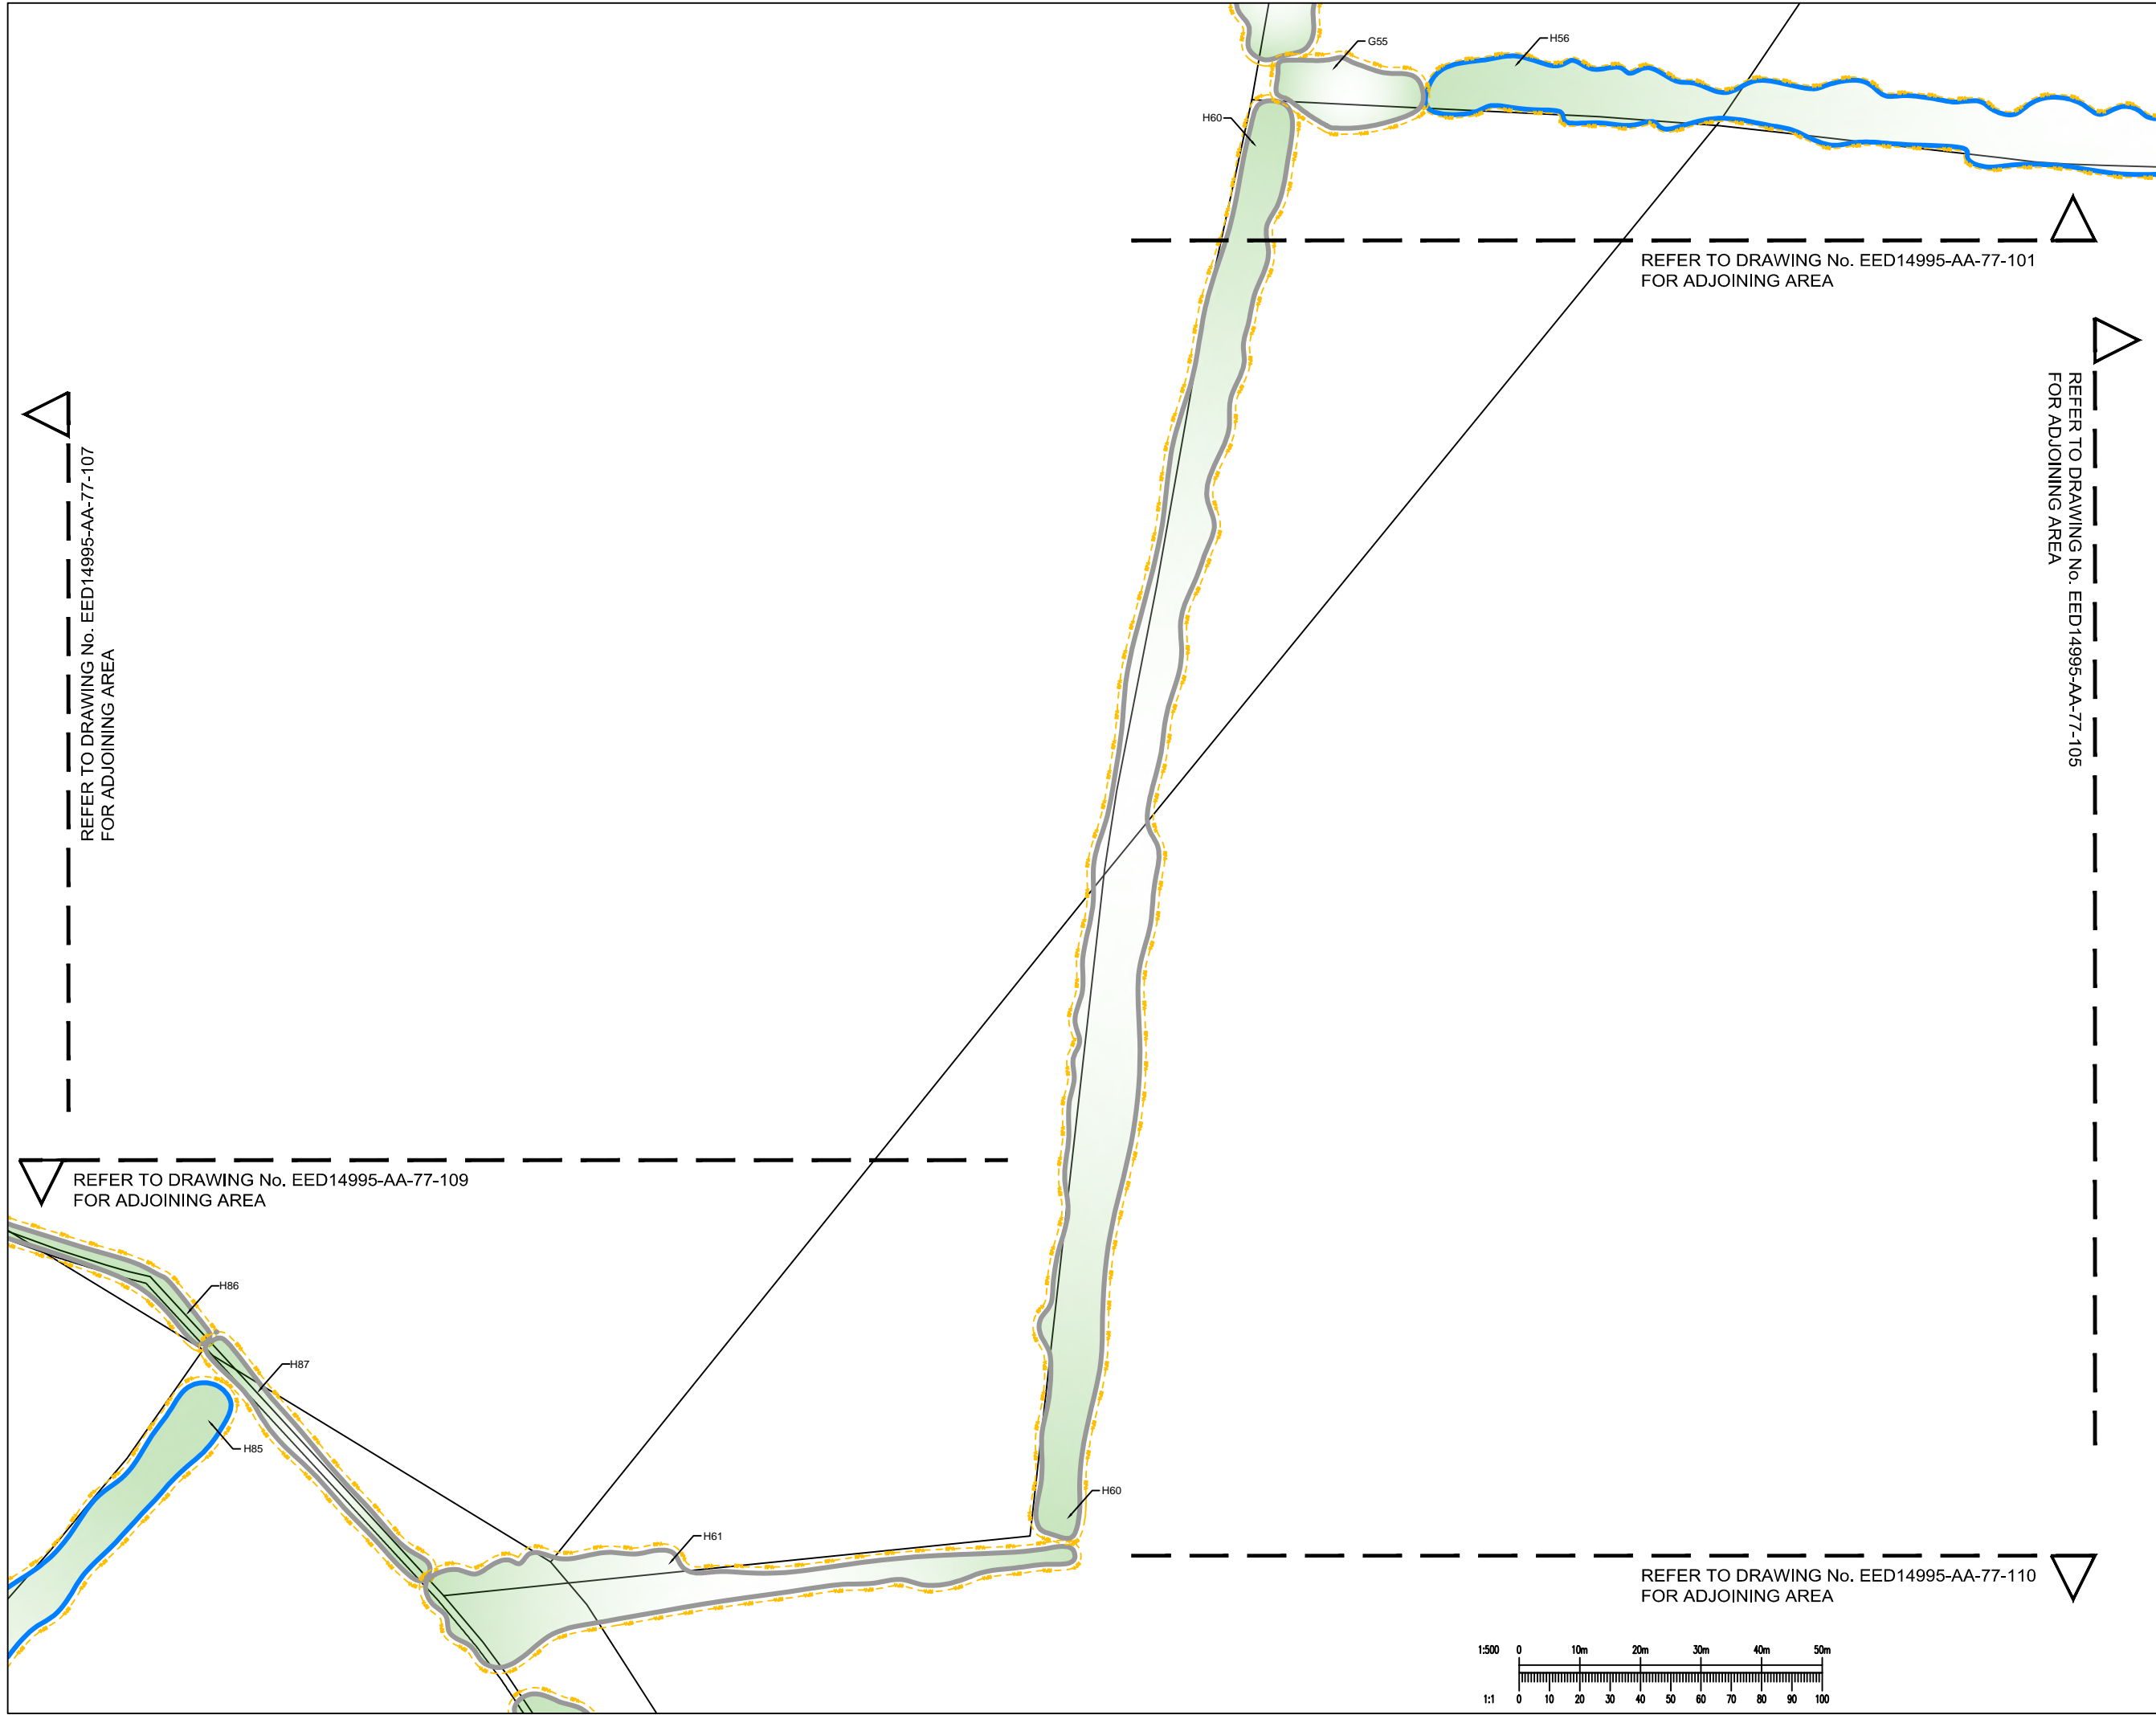 G55
H56
H60
REFER TO DRAWING No. EED14995-AA-77-101
FOR ADJOINING AREA
REFER TO DRAWING No. EED14995-AA-77-105
FOR ADJOINING AREA
REFER TO DRAWING No. EED14995-AA-77-107
FOR ADJOINING AREA
REFER TO DRAWING No. EED14995-AA-77-109
FOR ADJOINING AREA
H86
H87
H85
H60
H61
REFER TO DRAWING No. EED14995-AA-77-110
FOR ADJOINING AREA
1:500 0 10m 20m 30m 40m 50m
1:1 0 10 20 30 40 50 60 70 80 90 100